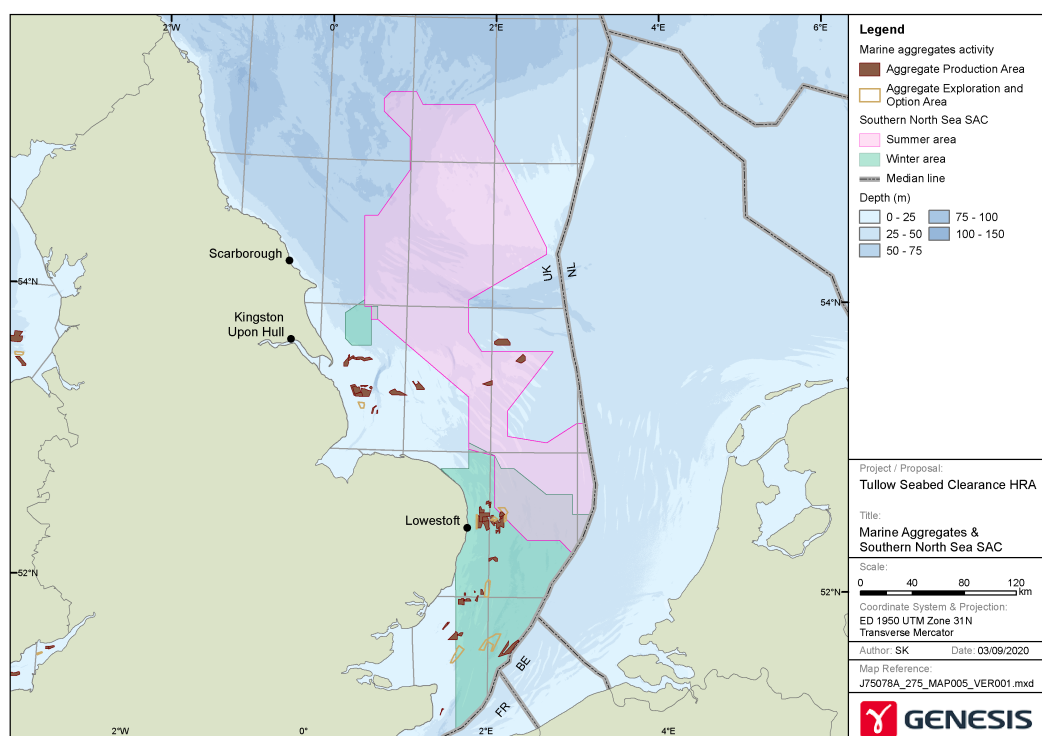 2°W
0°
2°E
4°E
6°E
Scarborough
54°N
54°N
UK
NL
Kingston
Upon Hull
Lowestoft
52°N
52°N
BE
FR
2°W
0°
2°E
4°E
Legend
Marine aggregates activity
Aggregate Production Area
Aggregate Exploration and
Option Area
Southern North Sea SAC
Summer area
Winter area
Median line
Depth (m)
0 - 25
25 - 50
50 - 75
75 - 100
100 - 150
Project / Proposal:
Tullow Seabed Clearance HRA
Title:
Marine Aggregates &
Southern North Sea SAC
Scale:
0 40 80 120
km
Coordinate System & Projection:
ED 1950 UTM Zone 31N
Transverse Mercator
Author: SK Date: 03/09/2020
Map Reference:
J75078A_275_MAP005_VER001.mxd
GENESIS